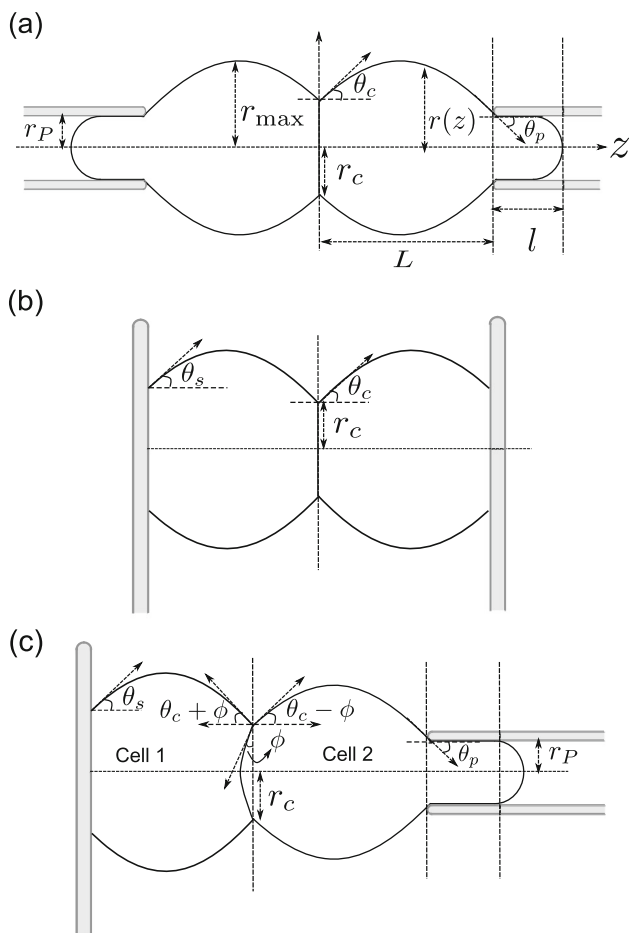 (a)
r_P
r_max
θ_c
r(z)
θ_p
z
r_c
L
l
(b)
θ_s
θ_c
r_c
(c)
θ_s
θ_c + ϕ
θ_c − ϕ
ϕ
Cell 1
Cell 2
θ_p
r_P
r_c